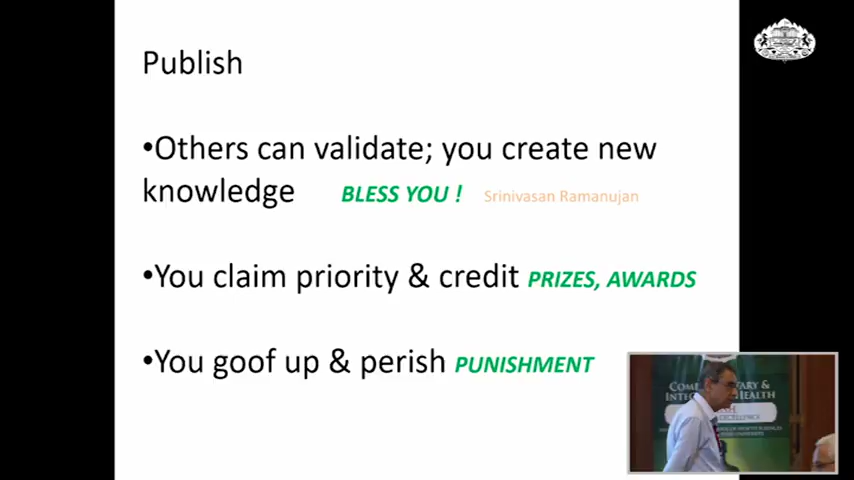 Publish
•Others can validate; you create new
knowledge BLESS YOU ! Srinivasan Ramanujan
•You claim priority & credit PRIZES, AWARDS
•You goof up & perish PUNISHMENT